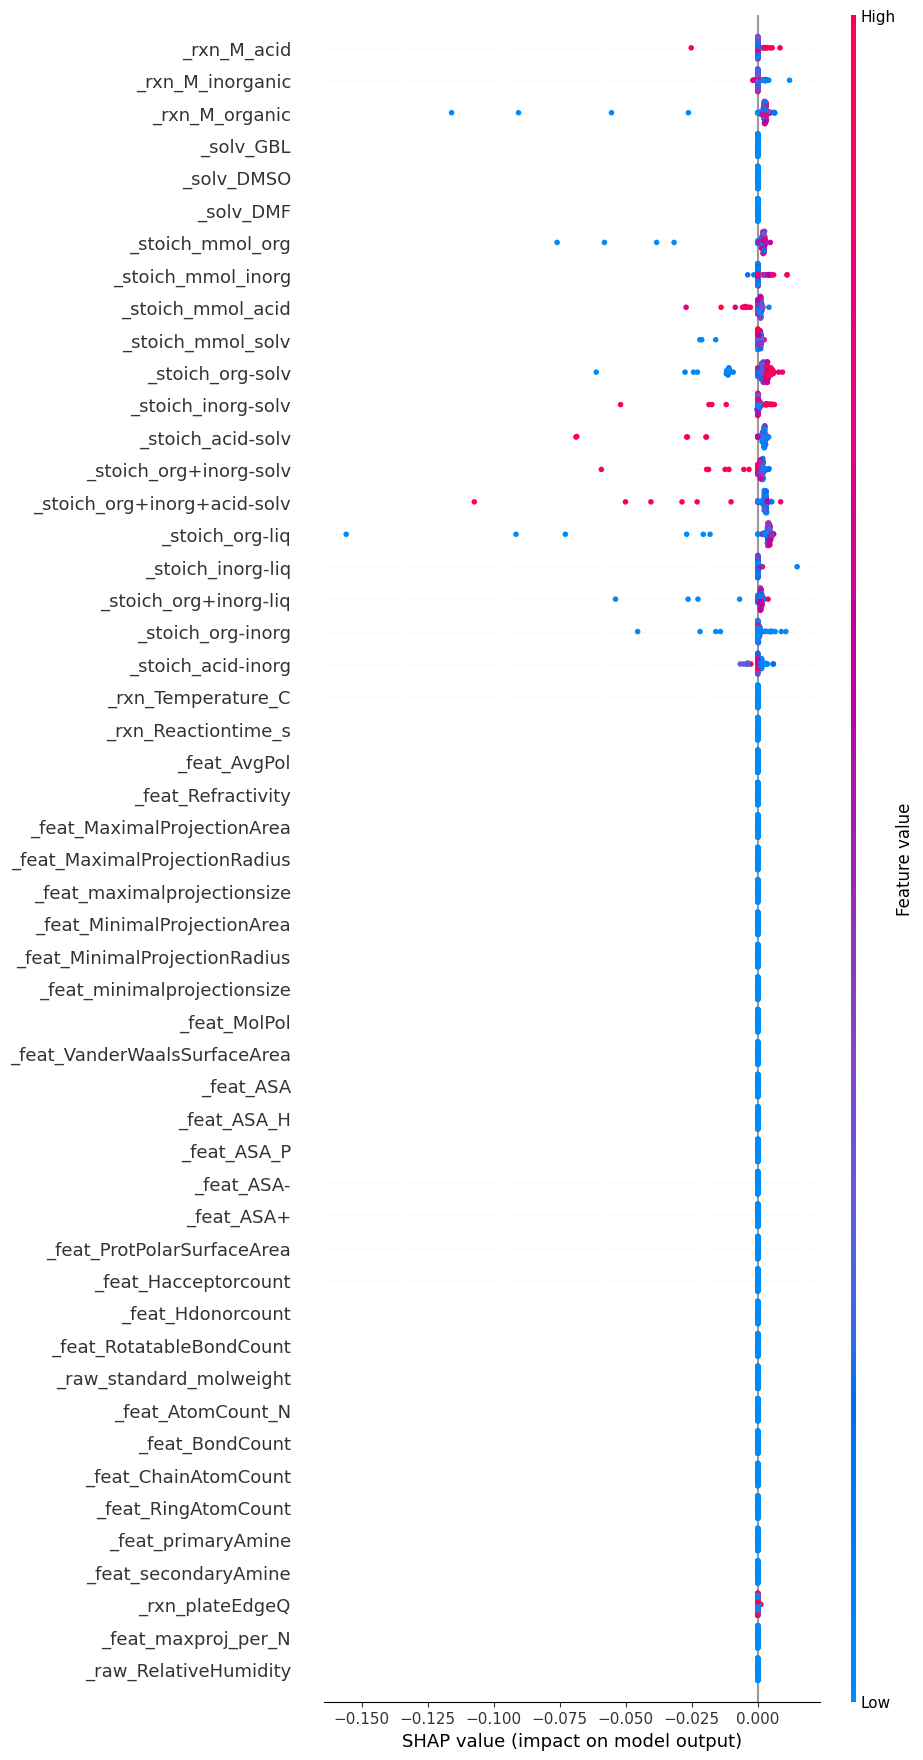 High
_rxn_M_acid
_rxn_M_inorganic
_rxn_M_organic
_solv_GBL
_solv_DMSO
_solv_DMF
_stoich_mmol_org
_stoich_mmol_inorg
_stoich_mmol_acid
_stoich_mmol_solv
_stoich_org-solv
_stoich_inorg-solv
_stoich_acid-solv
_stoich_org+inorg-solv
_stoich_org+inorg+acid-solv
_stoich_org-liq
_stoich_inorg-liq
_stoich_org+inorg-liq
_stoich_org-inorg
_stoich_acid-inorg
_rxn_Temperature_C
_rxn_Reactiontime_s
_feat_AvgPol
_feat_Refractivity
_feat_MaximalProjectionArea
_feat_MaximalProjectionRadius
_feat_maximalprojectionsize
_feat_MinimalProjectionArea
_feat_MinimalProjectionRadius
_feat_minimalprojectionsize
_feat_MolPol
_feat_VanderWaalsSurfaceArea
_feat_ASA
_feat_ASA_H
_feat_ASA_P
_feat_ASA-
_feat_ASA+
_feat_ProtPolarSurfaceArea
_feat_Hacceptorcount
_feat_Hdonorcount
_feat_RotatableBondCount
_raw_standard_molweight
_feat_AtomCount_N
_feat_BondCount
_feat_ChainAtomCount
_feat_RingAtomCount
_feat_primaryAmine
_feat_secondaryAmine
_rxn_plateEdgeQ
_feat_maxproj_per_N
_raw_RelativeHumidity
Feature value
Low
−0.150 −0.125 −0.100 −0.075 −0.050 −0.025 0.000
SHAP value (impact on model output)